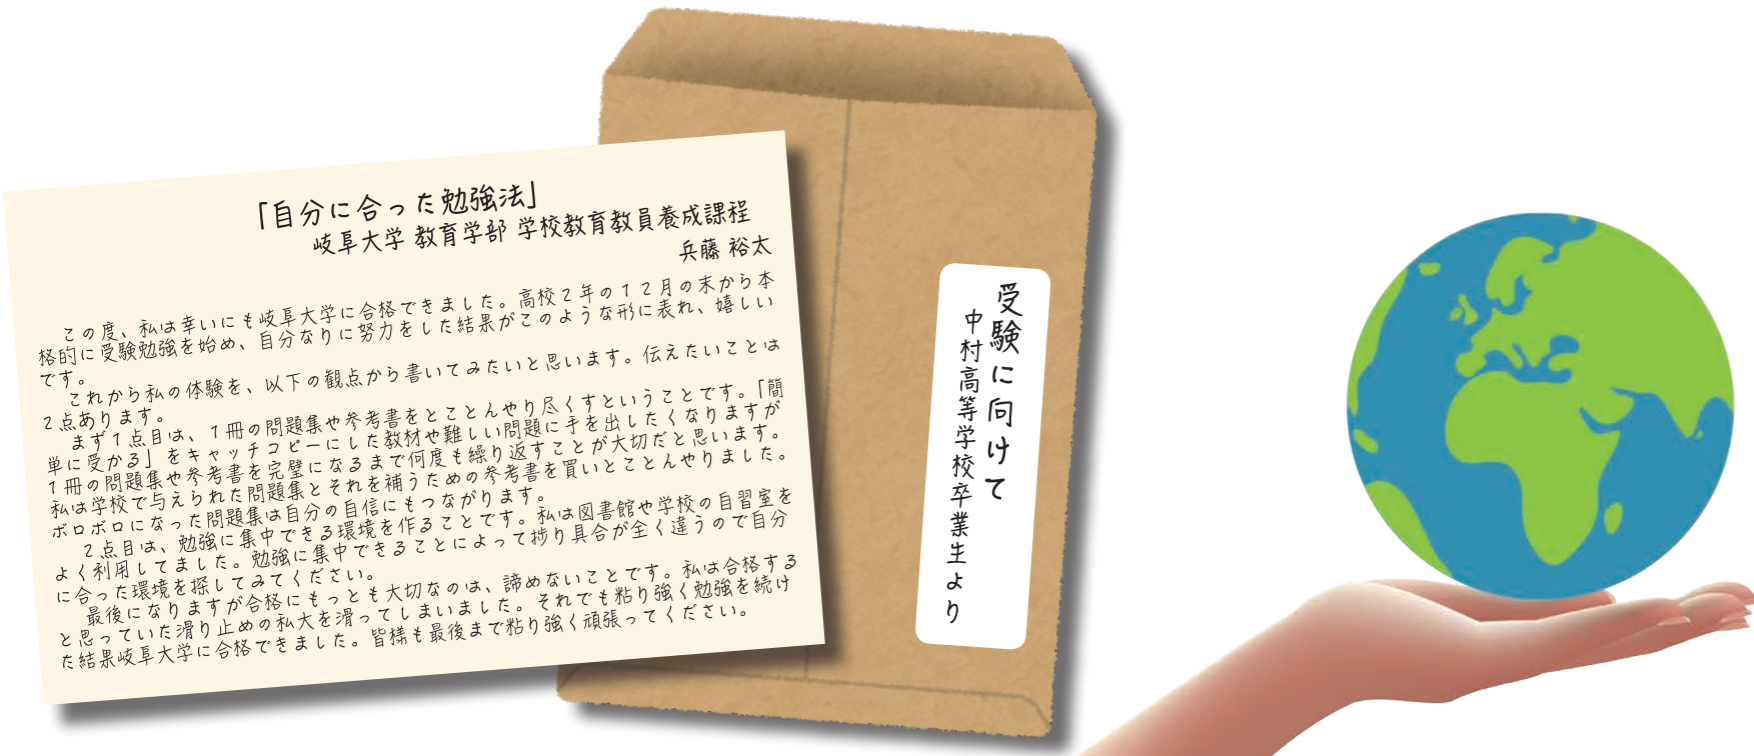 「自分に合った勉強法」
岐阜大学 教育学部 学校教育教員養成課程
兵藤 裕太
この度、私は幸いにも岐阜大学に合格できました。高校2年の12月の末から本
格的に受験勉強を始め、自分なりに努力をした結果がこのような形に表れ、嬉しい
です。
これから私の体験を、以下の観点から書いてみたいと思います。伝えたいことは
2点あります。
まず1点目は、1冊の問題集や参考書をとことんやり尽くすということです。「簡
単に受かる」をキャッチコピーにした教材や難しい問題に手を出したくなりますが
1冊の問題集や参考書を完璧になるまで何度も繰り返すことが大切だと思います。
私は学校で与えられた問題集とそれを補うための参考書を買いとことんやりました。
ボロボロになった問題集は自分の自信にもつながります。
2点目は、勉強に集中できる環境を作ることです。私は図書館や学校の自習室を
よく利用してました。勉強に集中できることによって捗り具合が全く違うので自分
に合った環境を探してみてください。
最後になりますが合格にもっとも大切なのは、諦めないことです。私は合格する
と思っていた滑り止めの私大を滑ってしまいました。それでも粘り強く勉強を続け
た結果岐阜大学に合格できました。皆様も最後まで粘り強く頑張ってください。
受験に向けて
中村高等学校卒業生より